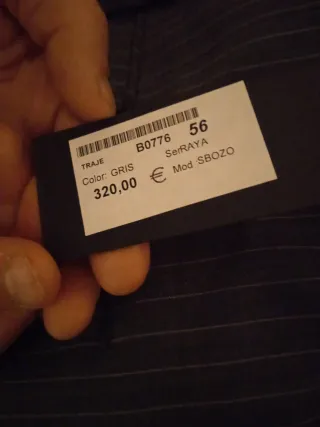 B0776 56
TRAJE SerRAYA
Color: GRIS Mod SBOZO
320,00 €